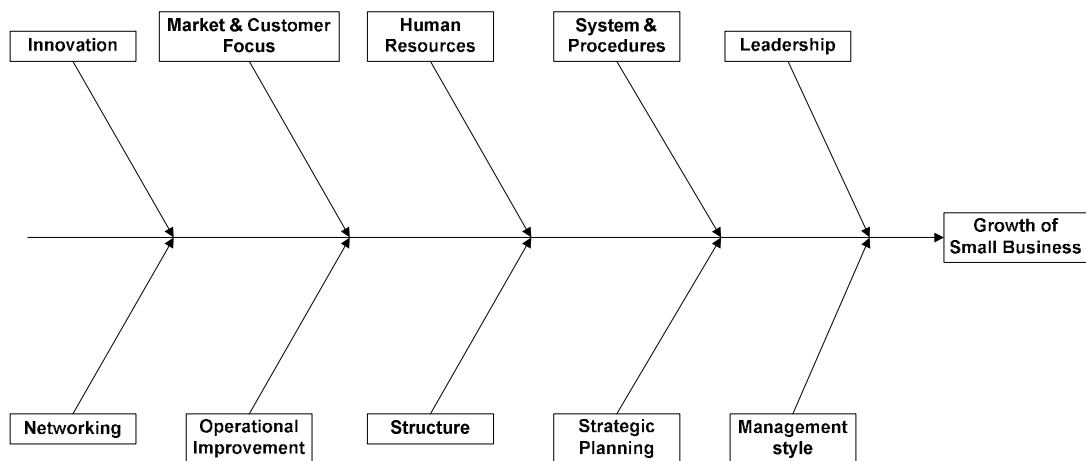 Innovation
Market & Customer
Focus
Human
Resources
System &
Procedures
Leadership
Growth of
Small Business
Networking
Operational
Improvement
Structure
Strategic
Planning
Management
style